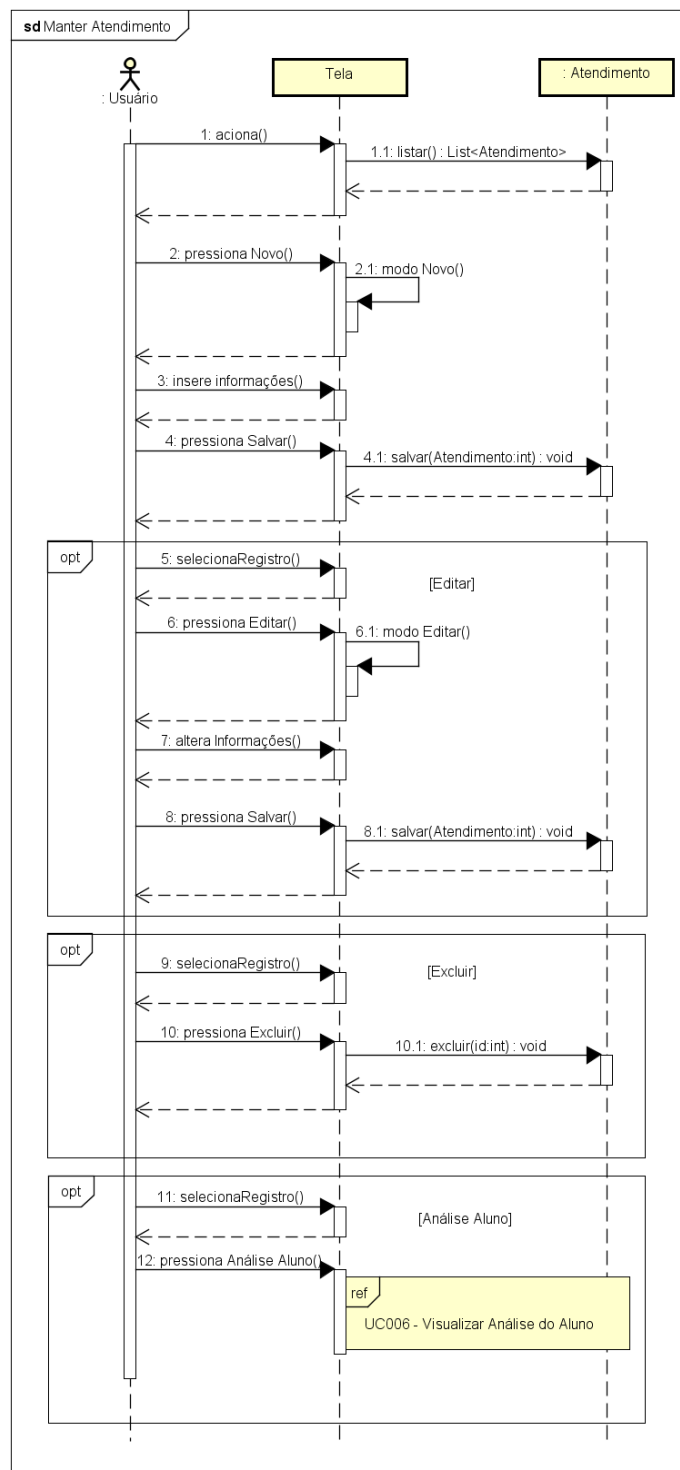 sd Manter Atendimento
: Usuário
Tela
: Atendimento
1: aciona()
1.1: listar() : List<Atendimento>
2: pressiona Novo()
2.1: modo Novo()
3: insere informações()
4: pressiona Salvar()
4.1: salvar(Atendimento:int) : void
opt
5: selecionaRegistro()
[Editar]
6: pressiona Editar()
6.1: modo Editar()
7: altera Informações()
8: pressiona Salvar()
8.1: salvar(Atendimento:int) : void
opt
9: selecionaRegistro()
[Excluir]
10: pressiona Excluir()
10.1: excluir(id:int) : void
opt
11: selecionaRegistro()
[Análise Aluno]
12: pressiona Análise Aluno()
ref
UC006 - Visualizar Análise do Aluno